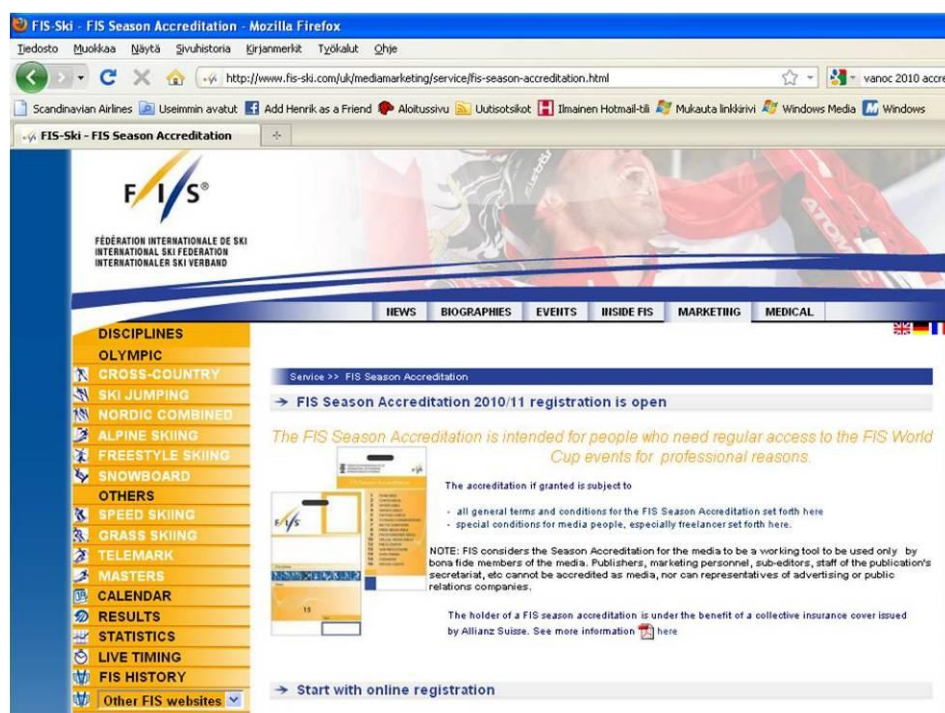 FIS-Ski - FIS Season Accreditation - Mozilla Firefox
Tiedosto Muokkaa Näytä Sivuhistoria Kirjanmerkit Työkalut Ohje
http://www.fis-ski.com/uk/mediamarketing/service/fis-season-accreditation.html
vanoc 2010 accre
Scandinavian Airlines Useimmin avatut Add Henrik as a Friend Aloitussivu Uutisotsikot Ilmainen Hotmail-tili Mukauta linkkirivi Windows Media Windows
FIS-Ski - FIS Season Accreditation
F/I/S®
FÉDÉRATION INTERNATIONALE DE SKI
INTERNATIONAL SKI FEDERATION
INTERNATIONALER SKI VERBAND
ATOM
NEWS BIOGRAPHIES EVENTS INSIDE FIS MARKETING MEDICAL
DISCIPLINES
OLYMPIC
CROSS-COUNTRY
SKI JUMPING
NORDIC COMBINED
ALPINE SKIING
FREESTYLE SKIING
SNOWBOARD
OTHERS
SPEED SKIING
GRASS SKIING
TELEMARK
MASTERS
CALENDAR
RESULTS
STATISTICS
LIVE TIMING
FIS HISTORY
Other FIS websites
Service >> FIS Season Accreditation
FIS Season Accreditation 2010/11 registration is open
The FIS Season Accreditation is intended for people who need regular access to the FIS World
Cup events for professional reasons.
The accreditation if granted is subject to
- all general terms and conditions for the FIS Season Accreditation set forth here
- special conditions for media people, especially freelancer set forth here.
NOTE: FIS considers the Season Accreditation for the media to be a working tool to be used only by
bona fide members of the media. Publishers, marketing personnel, sub-editors, staff of the publication's
secretariat, etc cannot be accredited as media, nor can representatives of advertising or public
relations companies.
The holder of a FIS season accreditation is under the benefit of a collective insurance cover issued
by Allianz Suisse. See more information here
F/I/S
15
Start with online registration